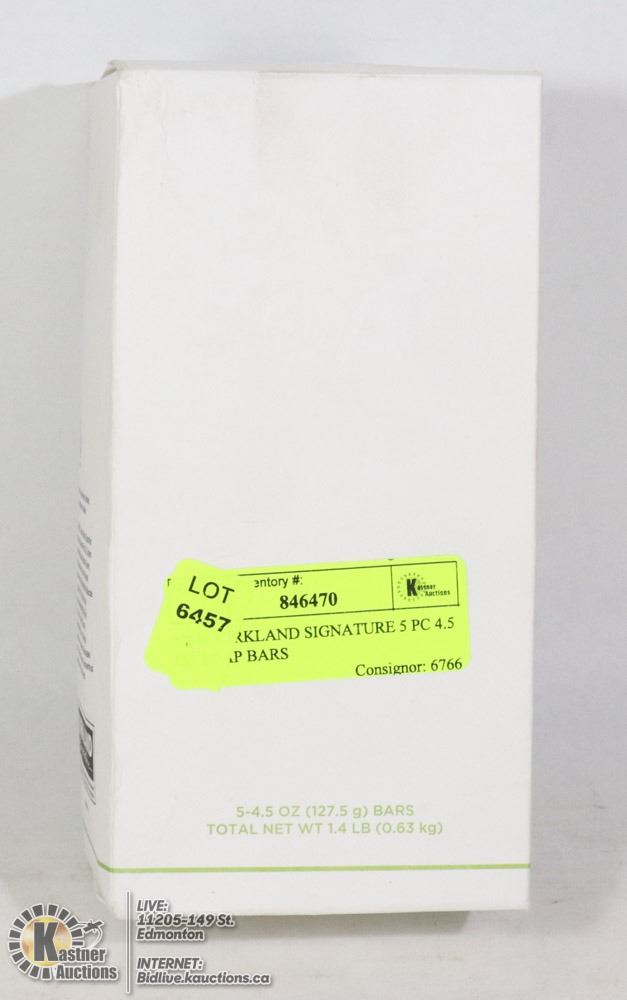 LOT
6457
entory #:
846470
Kastner
Auctions
RKLAND SIGNATURE 5 PC 4.5
AP BARS
Consignor: 6766
5-4.5 OZ (127.5 g) BARS
TOTAL NET WT 1.4 LB (0.63 kg)
Kastner
Auctions
LIVE:
11205-149 St.
Edmonton
INTERNET:
Bidlive.kauctions.ca